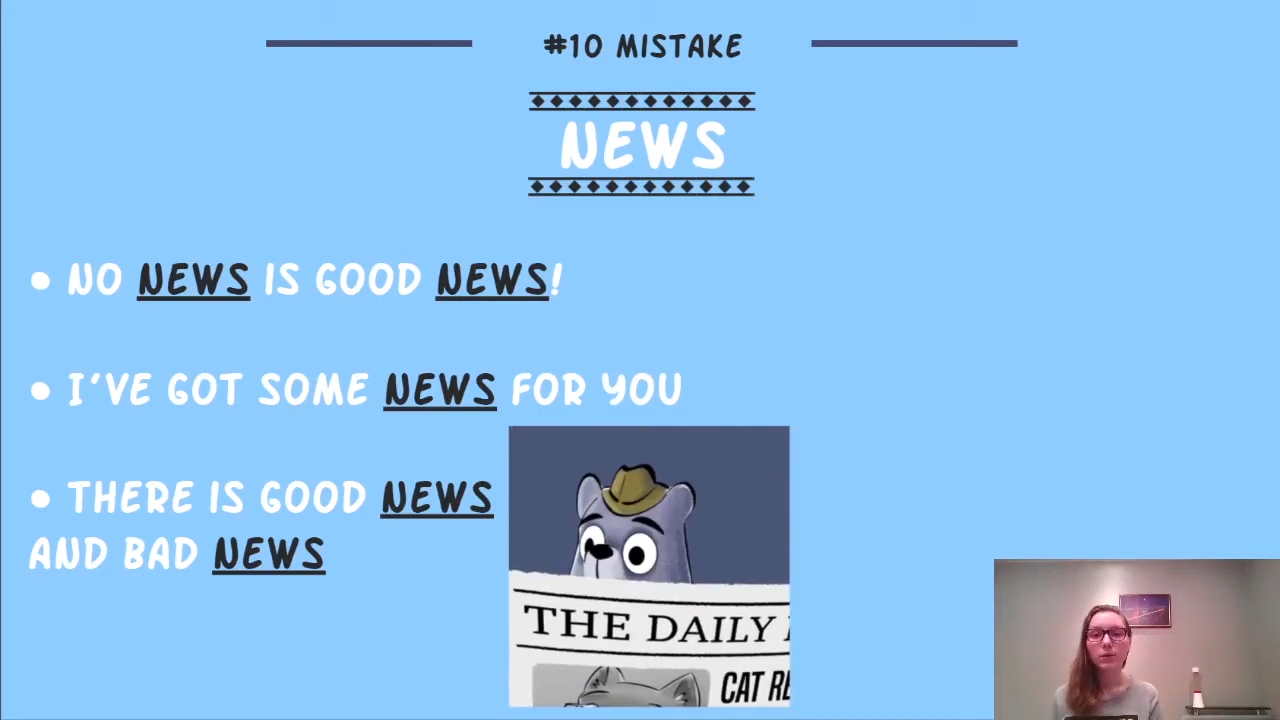 #10 MISTAKE
NEWS
• NO NEWS IS GOOD NEWS!
• I'VE GOT SOME NEWS FOR YOU
• THERE IS GOOD NEWS
AND BAD NEWS
THE DAILY
CAT